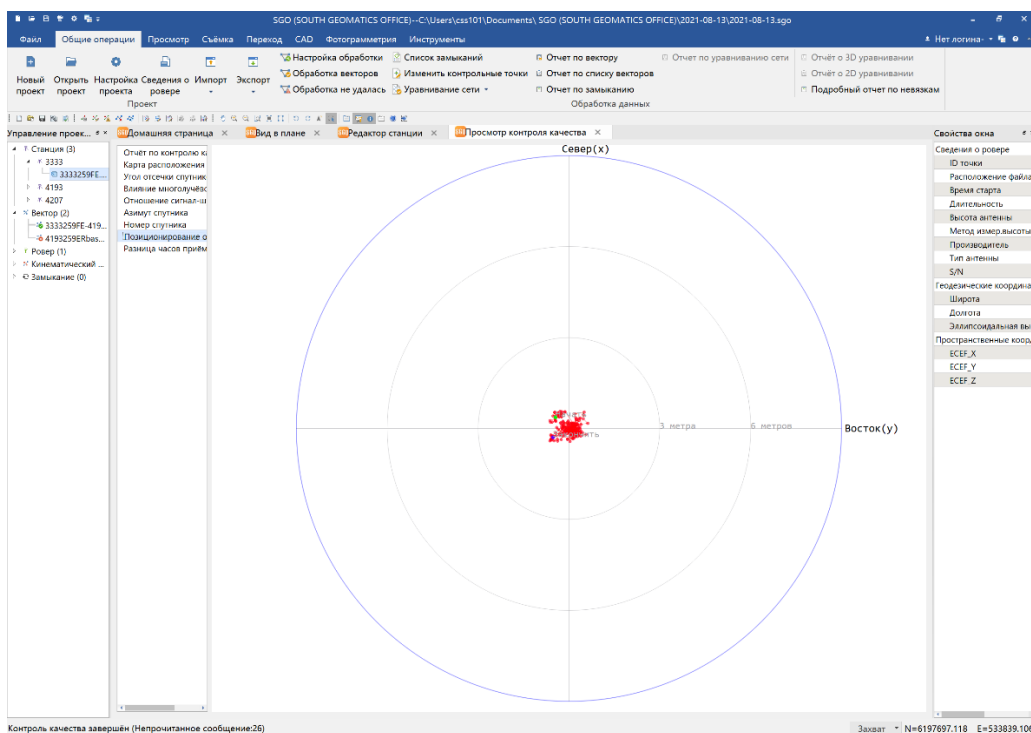 SGO (SOUTH GEOMATICS OFFICE)--C:\Users\css101\Documents\ SGO (SOUTH GEOMATICS OFFICE)\2021-08-13\2021-08-13.sgo
Файл Общие операции Просмотр Съёмка Переход CAD Фотограмметрия Инструменты Нет логина-
Настройка обработки Список замыканий Отчет по вектору Отчет по уравниванию сети Отчёт о 3D уравнивании
Новый проект Открыть проект Настройка проекта Сведения о ровере Импорт Экспорт
Обработка векторов Изменить контрольные точки Отчет по списку векторов Отчёт о 2D уравнивании
Обработка не удалась Уравнивание сети Отчет по замыканию Подробный отчет по невязкам
Проект Обработка данных
Управление проек... Домашняя страница Вид в плане Редактор станции Просмотр контроля качества Свойства окна
Станция (3)
3333
3333259FE...
4193
4207
Вектор (2)
3333259FE-419...
4193259ERbas...
Ровер (1)
Кинематический ...
Замыкание (0)
Отчёт по контролю ка
Карта расположения
Угол отсечки спутник
Влияние многолучёво
Отношение сигнал-ш
Азимут спутника
Номер спутника
Позиционирование о
Разница часов приём
Север(x)
3 метра
6 метров
Восток(y)
Сведения о ровере
ID точки
Расположение файла
Время старта
Длительность
Высота антенны
Метод измер.высоты
Производитель
Тип антенны
S/N
Геодезические координа
Широта
Долгота
Эллипсоидальная вы
Пространственные коор
ECEF_X
ECEF_Y
ECEF_Z
Контроль качества завершён (Непрочитанное сообщение:26) Захват N=6197697.118 E=533839.106